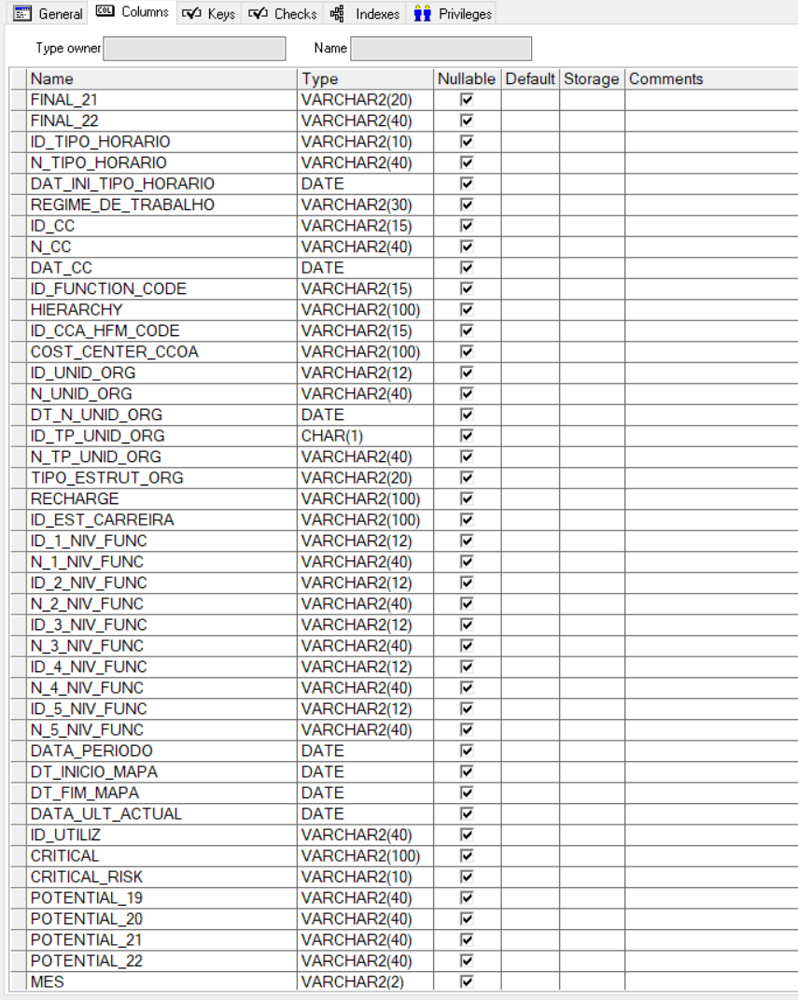 General Columns Keys Checks Indexes Privileges
Type owner Name
Name Type Nullable Default Storage Comments
FINAL_21 VARCHAR2(20)
FINAL_22 VARCHAR2(40)
ID_TIPO_HORARIO VARCHAR2(10)
N_TIPO_HORARIO VARCHAR2(40)
DAT_INI_TIPO_HORARIO DATE
REGIME_DE_TRABALHO VARCHAR2(30)
ID_CC VARCHAR2(15)
N_CC VARCHAR2(40)
DAT_CC DATE
ID_FUNCTION_CODE VARCHAR2(15)
HIERARCHY VARCHAR2(100)
ID_CCA_HFM_CODE VARCHAR2(15)
COST_CENTER_CCOA VARCHAR2(100)
ID_UNID_ORG VARCHAR2(12)
N_UNID_ORG VARCHAR2(40)
DT_N_UNID_ORG DATE
ID_TP_UNID_ORG CHAR(1)
N_TP_UNID_ORG VARCHAR2(40)
TIPO_ESTRUT_ORG VARCHAR2(20)
RECHARGE VARCHAR2(100)
ID_EST_CARREIRA VARCHAR2(100)
ID_1_NIV_FUNC VARCHAR2(12)
N_1_NIV_FUNC VARCHAR2(40)
ID_2_NIV_FUNC VARCHAR2(12)
N_2_NIV_FUNC VARCHAR2(40)
ID_3_NIV_FUNC VARCHAR2(12)
N_3_NIV_FUNC VARCHAR2(40)
ID_4_NIV_FUNC VARCHAR2(12)
N_4_NIV_FUNC VARCHAR2(40)
ID_5_NIV_FUNC VARCHAR2(12)
N_5_NIV_FUNC VARCHAR2(40)
DATA_PERIODO DATE
DT_INICIO_MAPA DATE
DT_FIM_MAPA DATE
DATA_ULT_ACTUAL DATE
ID_UTILIZ VARCHAR2(40)
CRITICAL VARCHAR2(100)
CRITICAL_RISK VARCHAR2(10)
POTENTIAL_19 VARCHAR2(40)
POTENTIAL_20 VARCHAR2(40)
POTENTIAL_21 VARCHAR2(40)
POTENTIAL_22 VARCHAR2(40)
MES VARCHAR2(2)